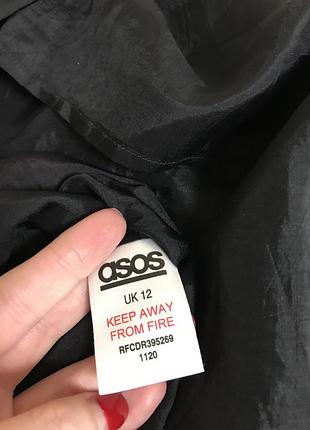 asos
UK 12
KEEP AWAY
FROM FIRE
RFCDR395269
1120